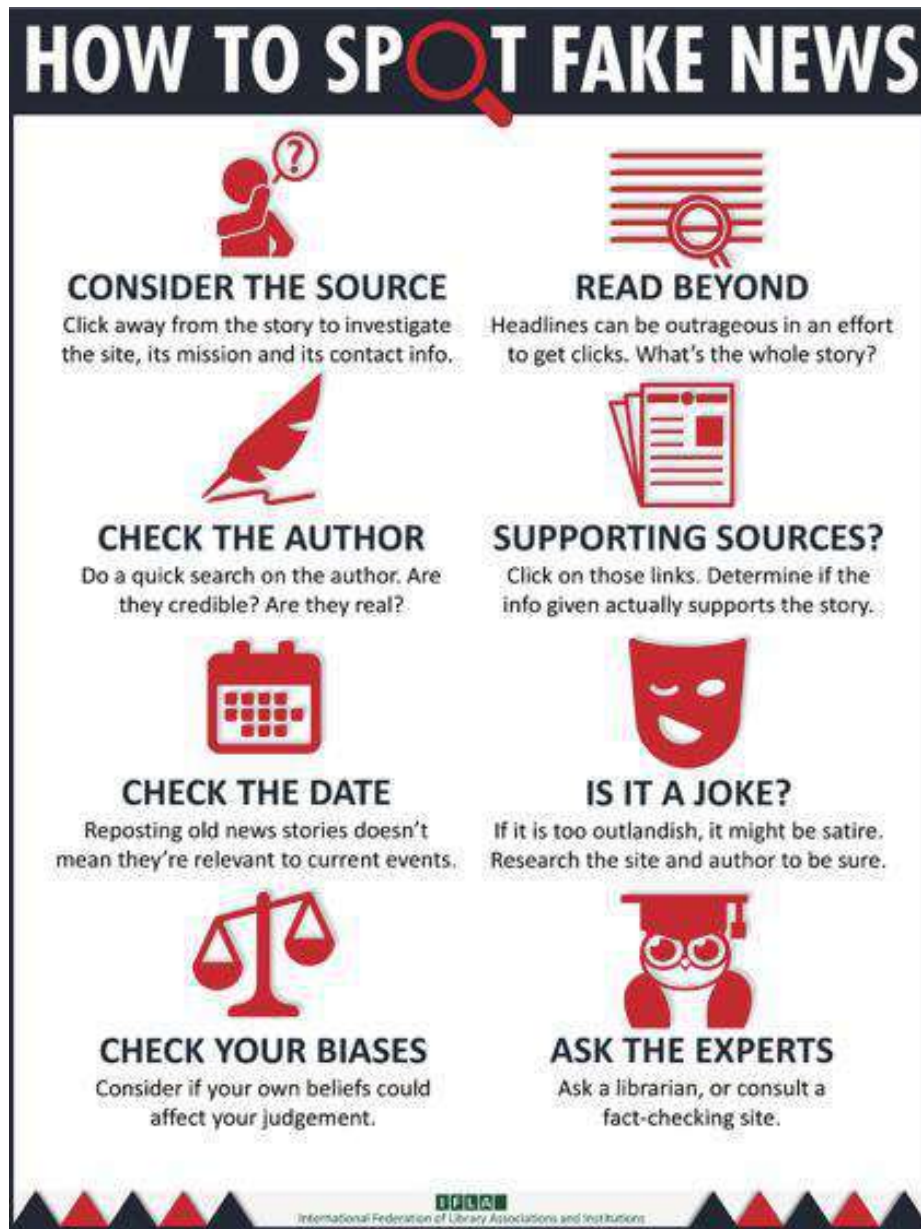 HOW TO SPOT FAKE NEWS
?
CONSIDER THE SOURCE
Click away from the story to investigate
the site, its mission and its contact info.
READ BEYOND
Headlines can be outrageous in an effort
to get clicks. What's the whole story?
CHECK THE AUTHOR
Do a quick search on the author. Are
they credible? Are they real?
SUPPORTING SOURCES?
Click on those links. Determine if the
info given actually supports the story.
CHECK THE DATE
Reposting old news stories doesn't
mean they're relevant to current events.
IS IT A JOKE?
If it is too outlandish, it might be satire.
Research the site and author to be sure.
CHECK YOUR BIASES
Consider if your own beliefs could
affect your judgement.
ASK THE EXPERTS
Ask a librarian, or consult a
fact-checking site.
IFLA
International Federation of Library Associations and Institutions